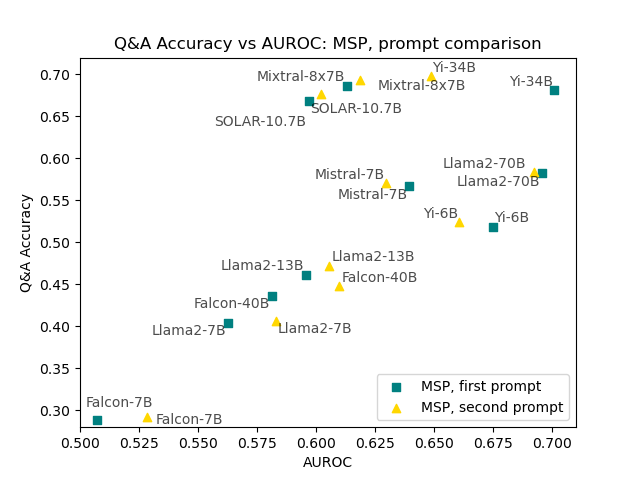 Q&A Accuracy vs AUROC: MSP, prompt comparison
Q&A Accuracy
0.70
0.65
0.60
0.55
0.50
0.45
0.40
0.35
0.30
Yi-34B
Mixtral-8x7B
Yi-34B
Mixtral-8x7B
SOLAR-10.7B
SOLAR-10.7B
Llama2-70B
Mistral-7B
Llama2-70B
Mistral-7B
Yi-6B
Yi-6B
Llama2-13B
Llama2-13B
Falcon-40B
Falcon-40B
Llama2-7B
Llama2-7B
Falcon-7B
Falcon-7B
MSP, first prompt
MSP, second prompt
0.500
0.525
0.550
0.575
0.600
0.625
0.650
0.675
0.700
AUROC